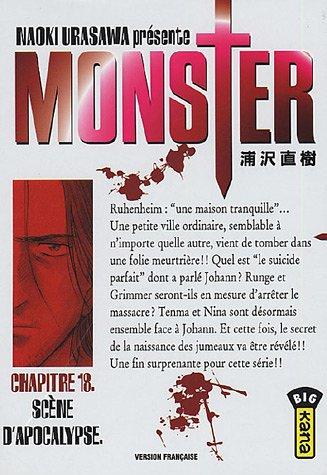 NAOKI URASAWA présente
MONSTER
浦沢直樹
Ruhenheim : "une maison tranquille"...
Une petite ville ordinaire, semblable à
n'importe quelle autre, vient de tomber dans
une folie meurtrière!! Quel est "le suicide
parfait" dont a parlé Johann? Runge et
Grimmer seront-ils en mesure d'arrêter le
massacre? Tenma et Nina sont désormais
ensemble face à Johann. Et cette fois, le secret
de la naissance des jumeaux va être révélé!!
Une fin surprenante pour cette série!!
CHAPITRE 18.
SCÈNE
D'APOCALYPSE.
BIG
KANA
VERSION FRANÇAISE